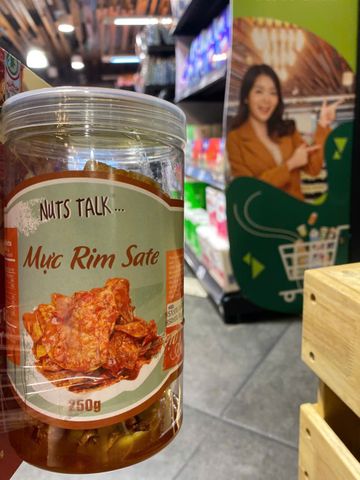 NUTS TALK...
Mực Rim Sate
250g